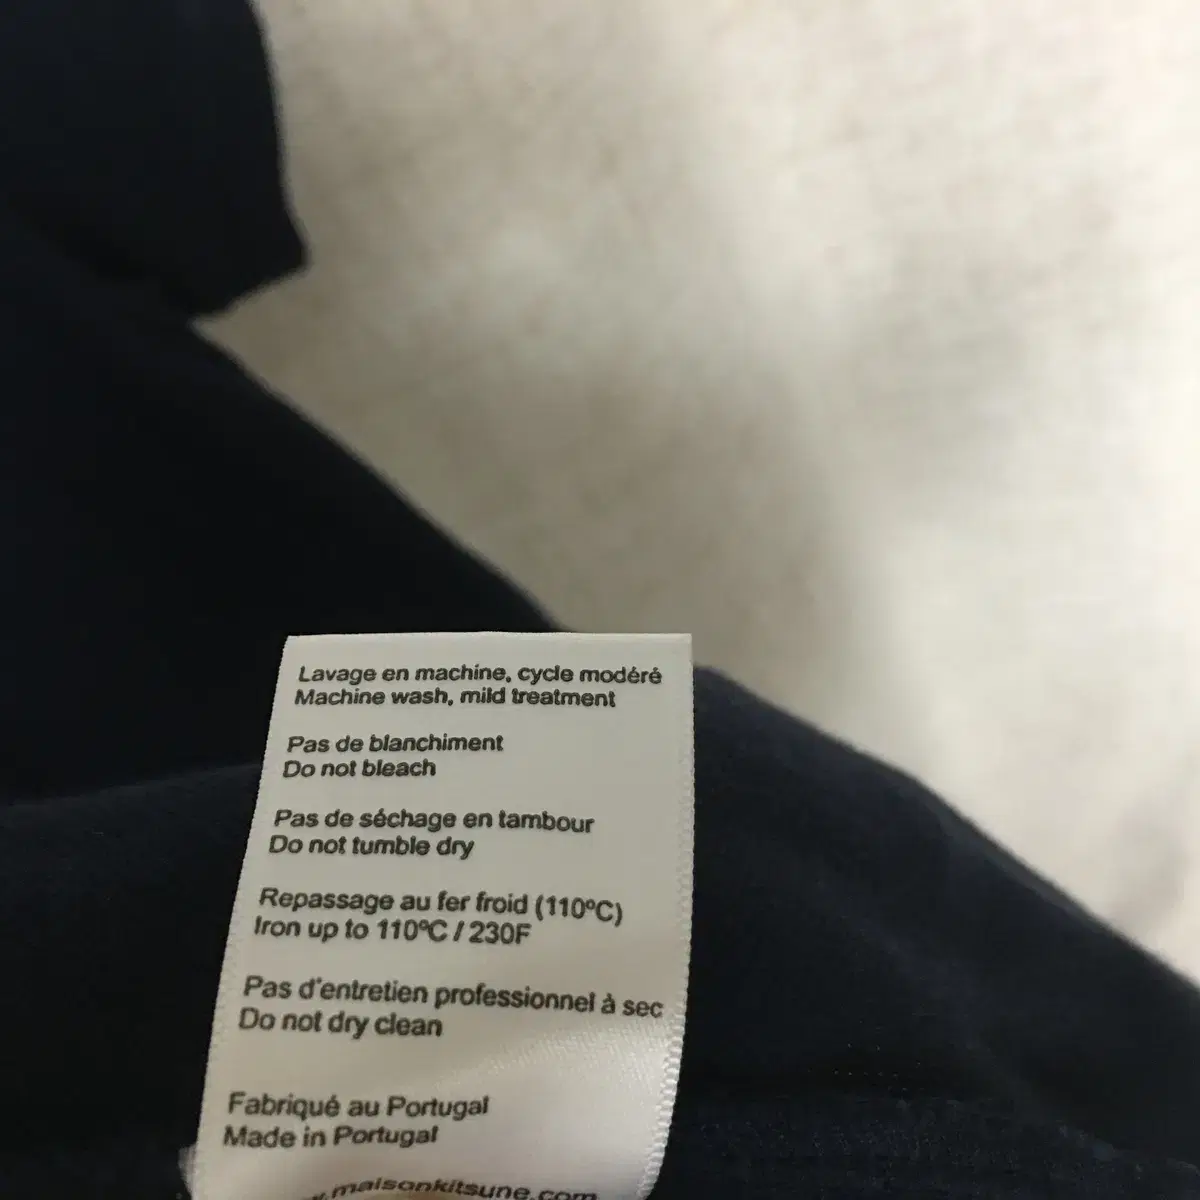 Lavage en machine, cycle modéré
Machine wash, mild treatment
Pas de blanchiment
Do not bleach
Pas de séchage en tambour
Do not tumble dry
Repassage au fer froid (110ºC)
Iron up to 110ºC / 230F
Pas d'entretien professionnel à sec
Do not dry clean
Fabriqué au Portugal
Made in Portugal
.maisonkitsune.com